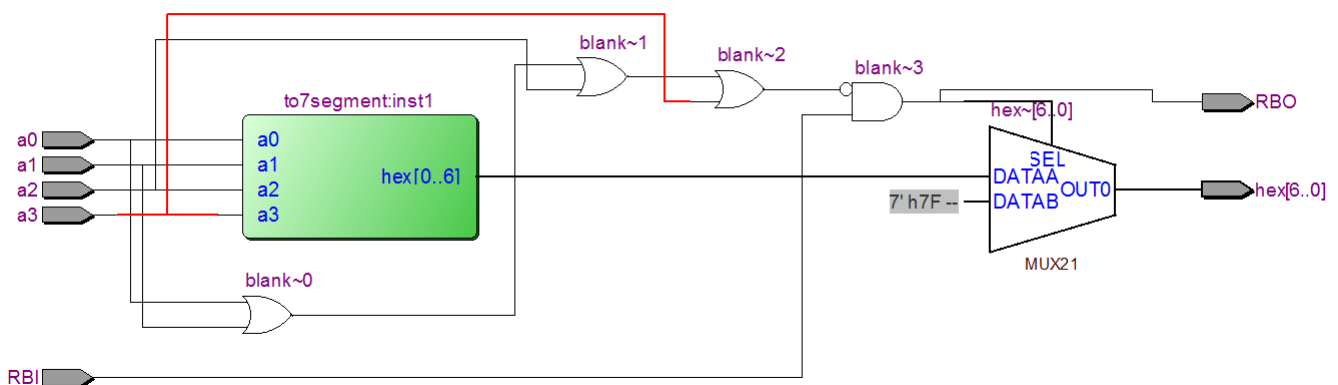 blank~1
blank~2
blank~3
to7segment:inst1
RBO
hex~[6..0]
a0
a0
a1
a1
SEL
hex[0..6]
DATAA
a2
a2
OUT0
hex[6..0]
7' h7F --
DATAB
a3
a3
MUX21
blank~0
RBI